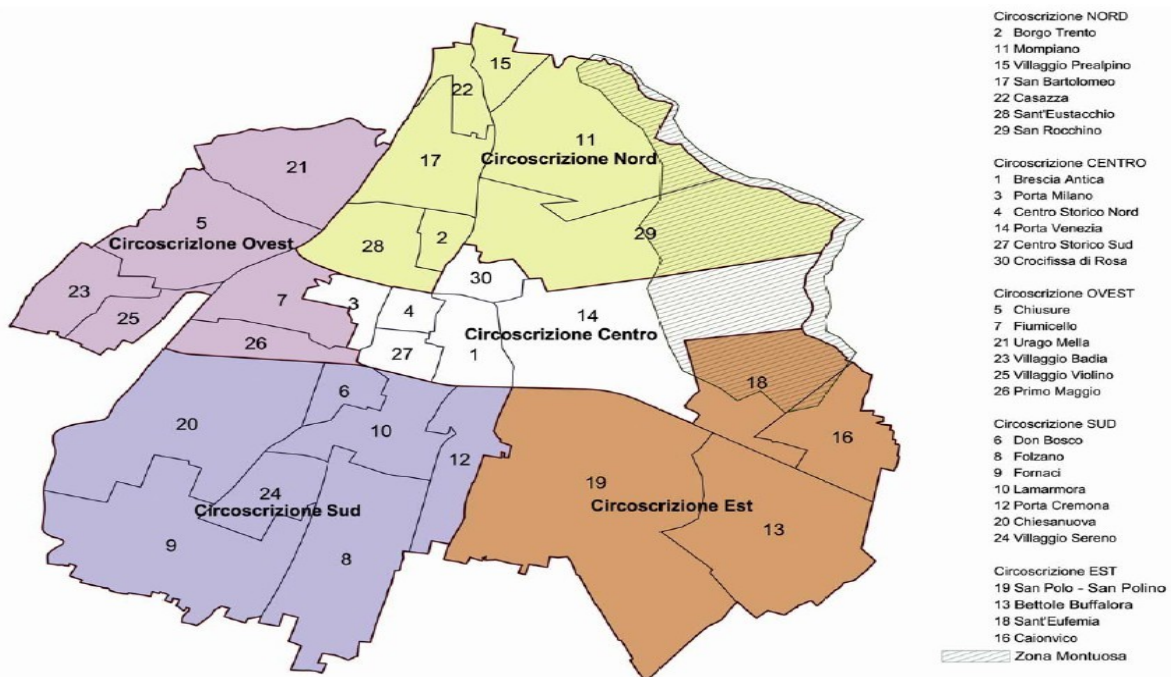 15
22
11
Circoscrizione Nord
17
21
5
Circoscrizione Ovest
28
2
29
23
25
7
26
30
3
4
14
Circoscrizione Centro
27
1
18
6
20
10
12
16
24
Circoscrizione Sud
19
Circoscrizione Est
13
9
8
Circoscrizione NORD
2 Borgo Trento
11 Mompiano
15 Villaggio Prealpino
17 San Bartolomeo
22 Casazza
28 Sant'Eustacchio
29 San Rocchino
Circoscrizione CENTRO
1 Brescia Antica
3 Porta Milano
4 Centro Storico Nord
14 Porta Venezia
27 Centro Storico Sud
30 Crocifissa di Rosa
Circoscrizione OVEST
5 Chiusure
7 Fiumicello
21 Urago Mella
23 Villaggio Badia
25 Villaggio Violino
26 Primo Maggio
Circoscrizione SUD
6 Don Bosco
8 Folzano
9 Fornaci
10 Lamarmora
12 Porta Cremona
20 Chiesanuova
24 Villaggio Sereno
Circoscrizione EST
19 San Polo - San Polino
13 Bettole Buffalora
18 Sant'Eufemia
16 Caionvico
Zona Montuosa